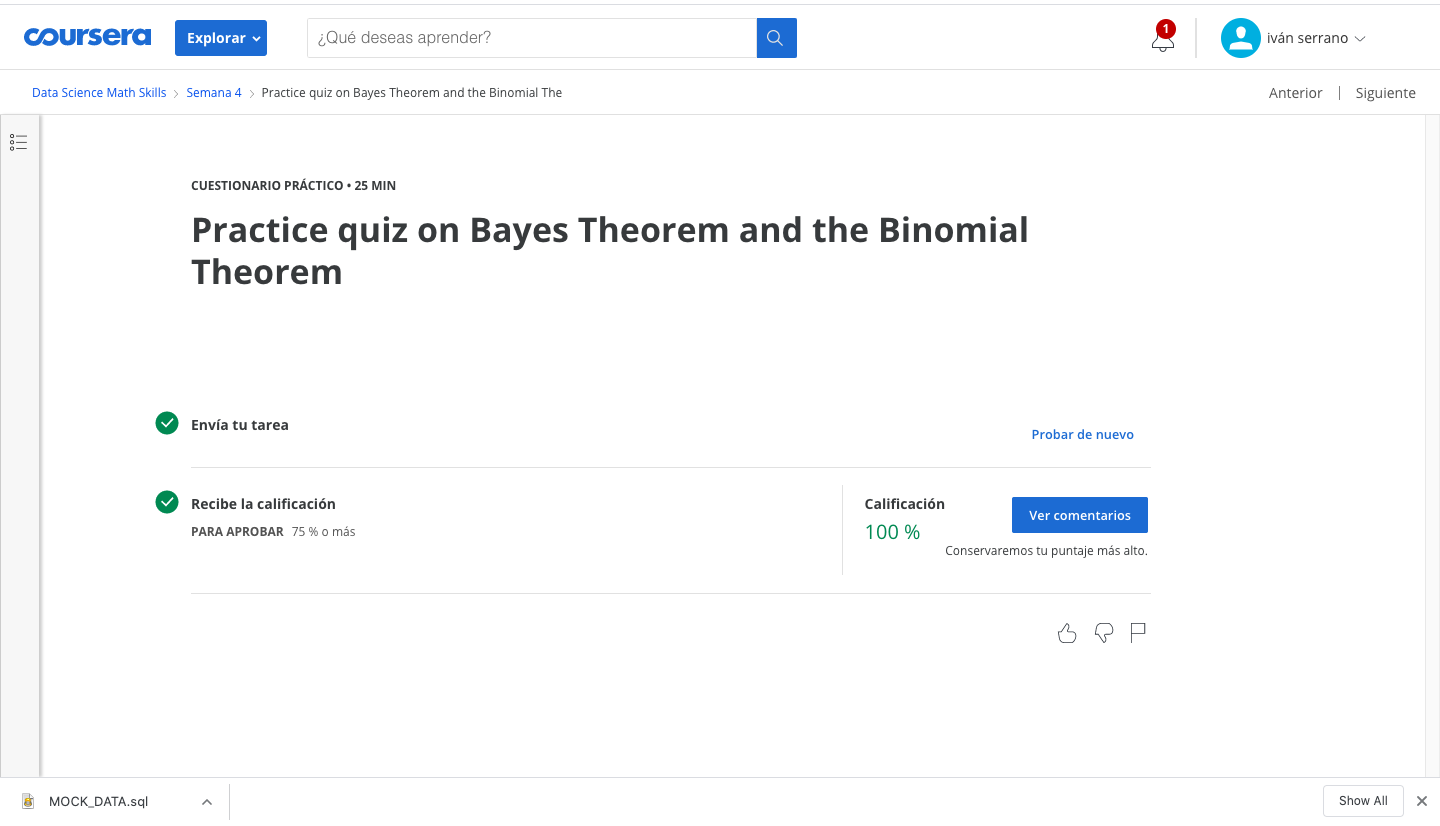 coursera
Explorar
¿Qué deseas aprender?
1
iván serrano
Data Science Math Skills
Semana 4
Practice quiz on Bayes Theorem and the Binomial The
Anterior
Siguiente
CUESTIONARIO PRÁCTICO • 25 MIN
Practice quiz on Bayes Theorem and the Binomial
Theorem
Envía tu tarea
Probar de nuevo
Recibe la calificación
PARA APROBAR 75 % o más
Calificación
100 %
Ver comentarios
Conservaremos tu puntaje más alto.
MOCK_DATA.sql
Show All